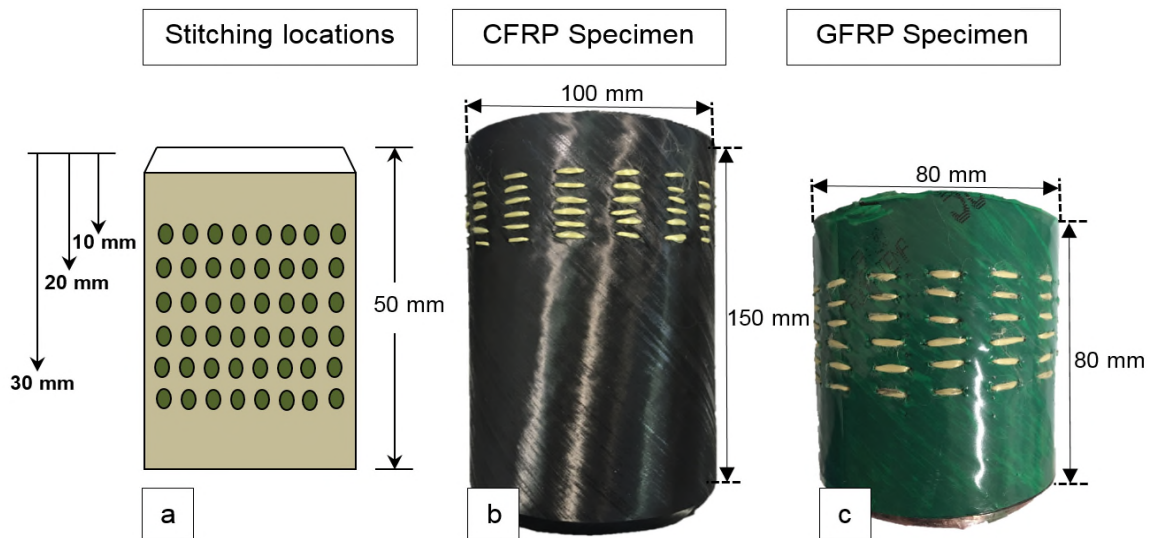 Stitching locations
CFRP Specimen
GFRP Specimen
100 mm
80 mm
10 mm
20 mm
30 mm
50 mm
150 mm
80 mm
a
b
c